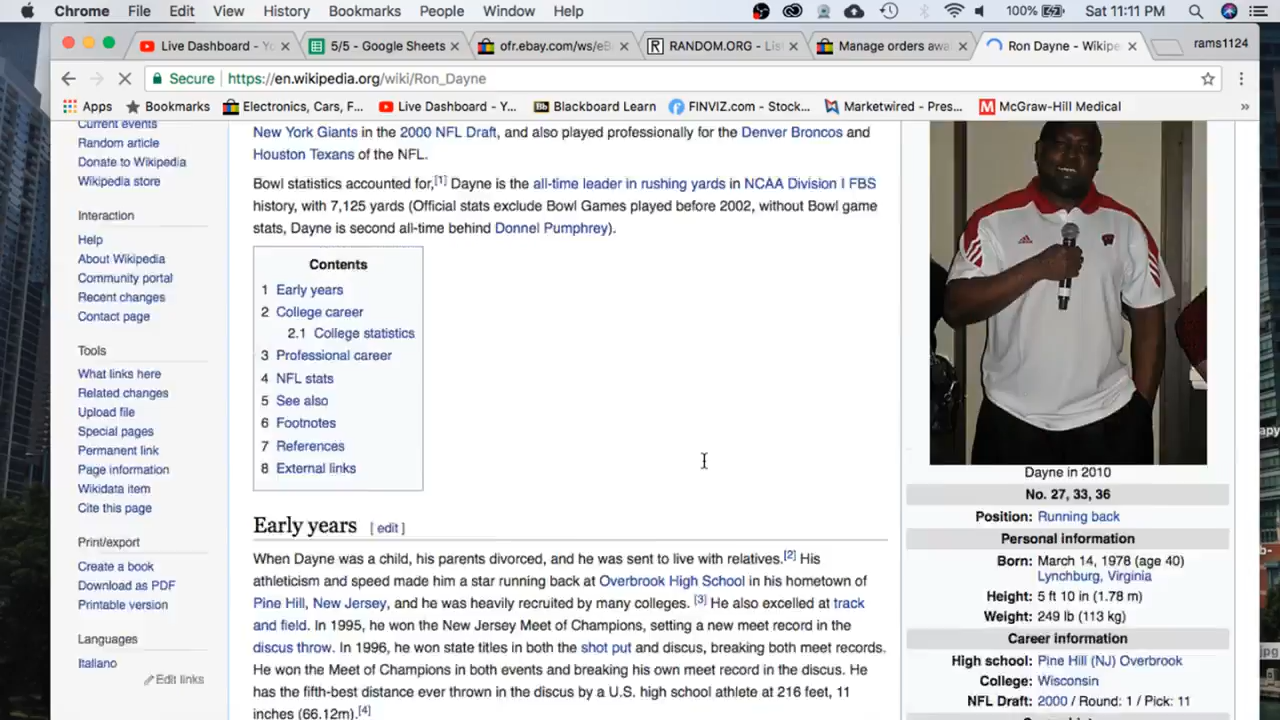 Chrome File Edit View History Bookmarks People Window Help 100% Sat 11:11 PM
Live Dashboard - Yo 5/5 - Google Sheets ofr.ebay.com/ws/eB RANDOM.ORG - Lis Manage orders awa Ron Dayne - Wikipe rams1124
Secure https://en.wikipedia.org/wiki/Ron_Dayne
Apps Bookmarks Electronics, Cars, F... Live Dashboard - Y... Bb Blackboard Learn FINVIZ.com - Stock... Marketwired - Pres... M McGraw-Hill Medical »
Current events
Random article
Donate to Wikipedia
Wikipedia store
Interaction
Help
About Wikipedia
Community portal
Recent changes
Contact page
Tools
What links here
Related changes
Upload file
Special pages
Permanent link
Page information
Wikidata item
Cite this page
Print/export
Create a book
Download as PDF
Printable version
Languages
Italiano
Edit links
New York Giants in the 2000 NFL Draft, and also played professionally for the Denver Broncos and
Houston Texans of the NFL.
Bowl statistics accounted for,[1] Dayne is the all-time leader in rushing yards in NCAA Division I FBS
history, with 7,125 yards (Official stats exclude Bowl Games played before 2002, without Bowl game
stats, Dayne is second all-time behind Donnel Pumphrey).
Contents
1 Early years
2 College career
2.1 College statistics
3 Professional career
4 NFL stats
5 See also
6 Footnotes
7 References
8 External links
Early years [ edit ]
When Dayne was a child, his parents divorced, and he was sent to live with relatives.[2] His
athleticism and speed made him a star running back at Overbrook High School in his hometown of
Pine Hill, New Jersey, and he was heavily recruited by many colleges. [3] He also excelled at track
and field. In 1995, he won the New Jersey Meet of Champions, setting a new meet record in the
discus throw. In 1996, he won state titles in both the shot put and discus, breaking both meet records.
He won the Meet of Champions in both events and breaking his own meet record in the discus. He
has the fifth-best distance ever thrown in the discus by a U.S. high school athlete at 216 feet, 11
inches (66.12m).[4]
Dayne in 2010
No. 27, 33, 36
Position: Running back
Personal information
Born: March 14, 1978 (age 40)
Lynchburg, Virginia
Height: 5 ft 10 in (1.78 m)
Weight: 249 lb (113 kg)
Career information
High school: Pine Hill (NJ) Overbrook
College: Wisconsin
NFL Draft: 2000 / Round: 1 / Pick: 11